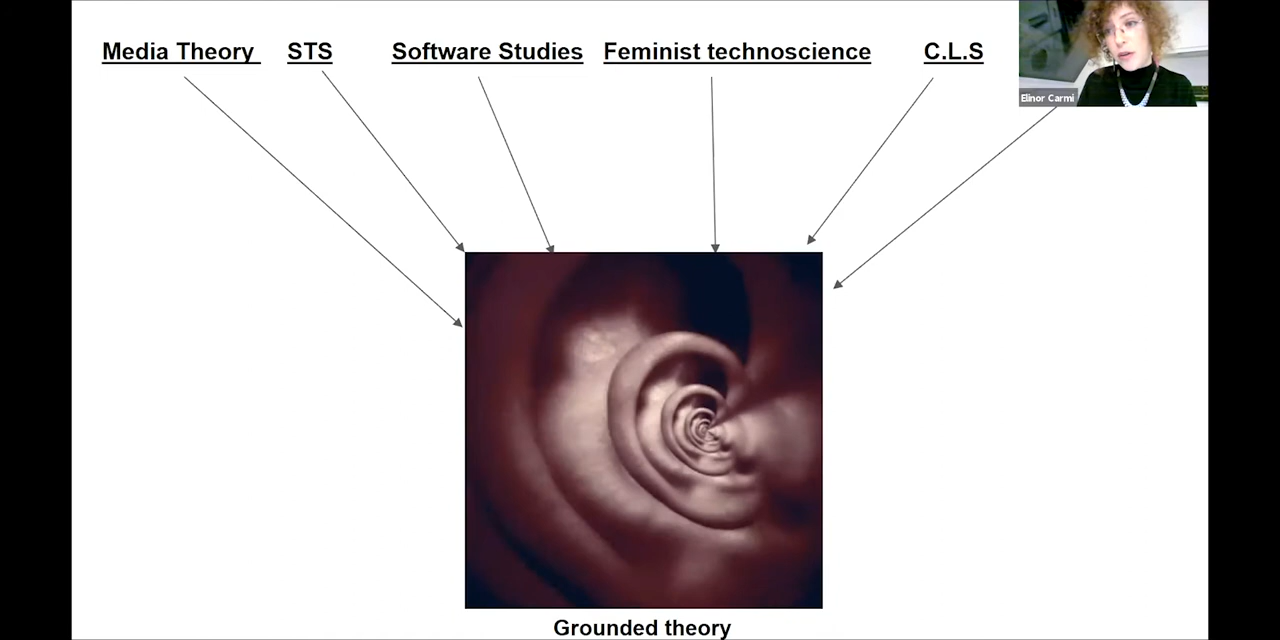 Media Theory
STS
Software Studies
Feminist technoscience
C.L.S
Elinor Carmi
Grounded theory